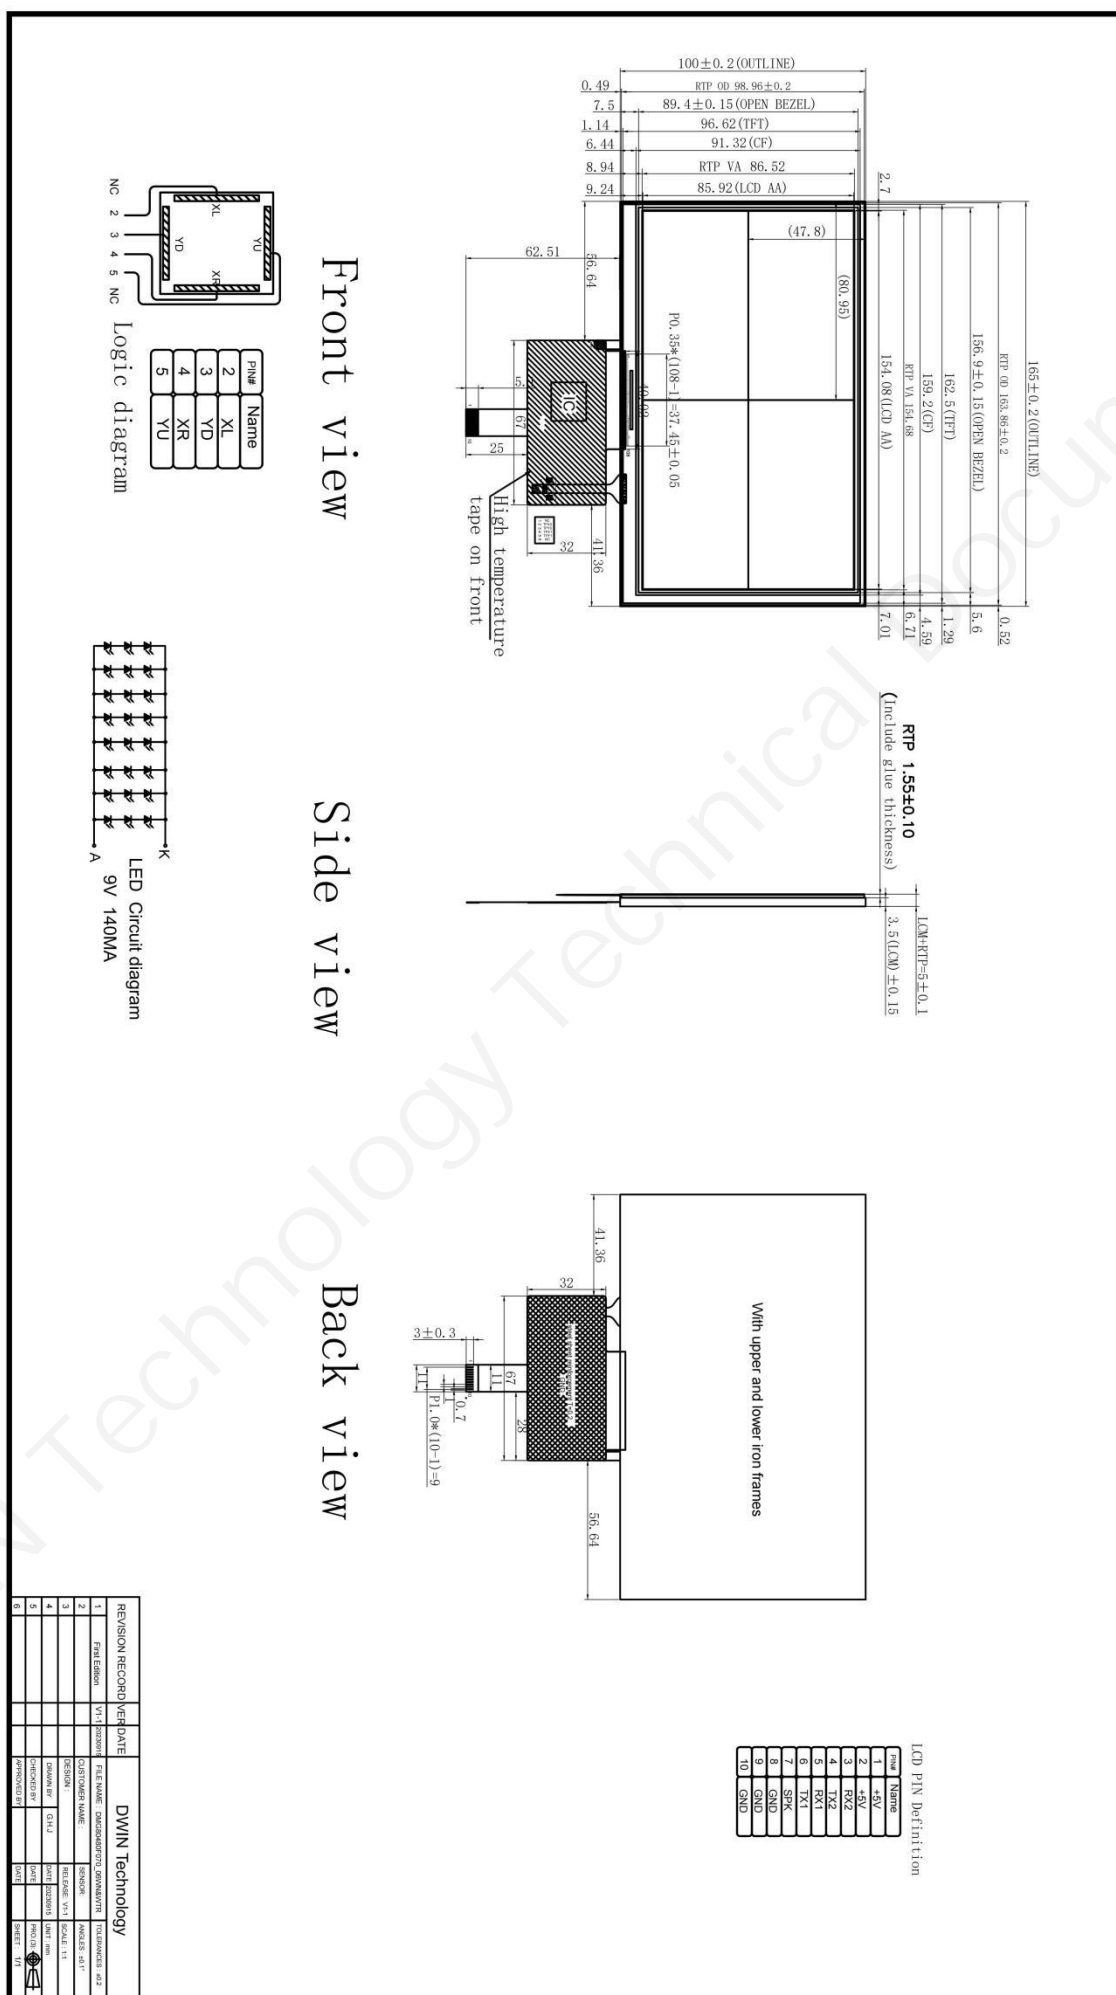 100±0.2(OUTLINE)
RTP OD 98.96±0.2
89.4±0.15(OPEN BEZEL)
96.62(TFT)
91.32(CF)
RTP VA 86.52
85.92(LCD AA)
0.49
7.5
1.14
6.44
8.94
9.24
2.7
165±0.2(OUTLINE)
RTP OD 163.86±0.2
156.9±0.15(OPEN BEZEL)
162.5(TFT)
159.2(CF)
RTP VA 154.68
154.08(LCD AA)
(47.8)
(80.95)
0.52
5.6
1.29
4.59
6.71
7.01
62.51
56.64
P0.35*(108-1)=37.45±0.05
IC
67
25
32
41.36
High temperature
tape on front
Front view
NC 2 3 4 5 NC
XL
YD
YU
XR
Logic diagram
PIN# Name
2 XL
3 YD
4 XR
5 YU
RTP 1.55±0.10
(Include glue thickness)
LCM+RTP=5±0.1
3.5(LCM)±0.15
Side view
K
A
LED Circuit diagram
9V 140MA
With upper and lower iron frames
41.36
32
3±0.3
67
11
11
1
0.7
28
P1.0*(10-1)=9
56.64
Back view
LCD PIN Definition
PIN# Name
1 +5V
2 +5V
3 RX2
4 TX2
5 RX1
6 TX1
7 SPK
8 GND
9 GND
10 GND
REVISION RECORD VER DATE
1 First Edition V1-1 20230915
2
3
4
5
6
DWIN Technology
TOLERANCES: ±0.2
CUSTOMER NAME:
SENSOR:
ANGLES: ±0.1°
DESIGN:
RELEASE: V1-1
SCALE: 1:1
DRAWN BY G.H.J
DATE 20230915
UNIT: mm
CHECKED BY
DATE
PROJ3)
APPROVED BY
DATE
SHEET: 1/1
Technology Technical Docum